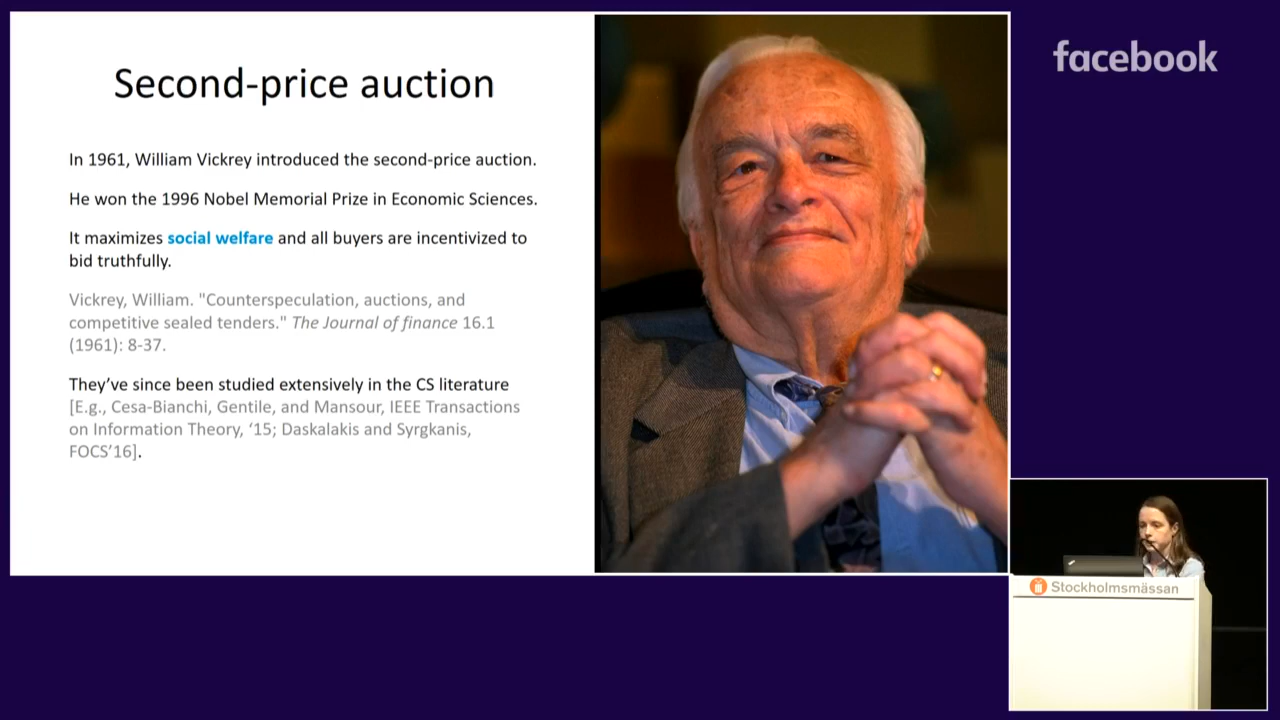 Second-price auction
In 1961, William Vickrey introduced the second-price auction.
He won the 1996 Nobel Memorial Prize in Economic Sciences.
It maximizes social welfare and all buyers are incentivized to
bid truthfully.
Vickrey, William. "Counterspeculation, auctions, and
competitive sealed tenders." The Journal of finance 16.1
(1961): 8-37.
They've since been studied extensively in the CS literature
[E.g., Cesa-Bianchi, Gentile, and Mansour, IEEE Transactions
on Information Theory, ‘15; Daskalakis and Syrgkanis,
FOCS’16].
facebook
Stockholmsmässan